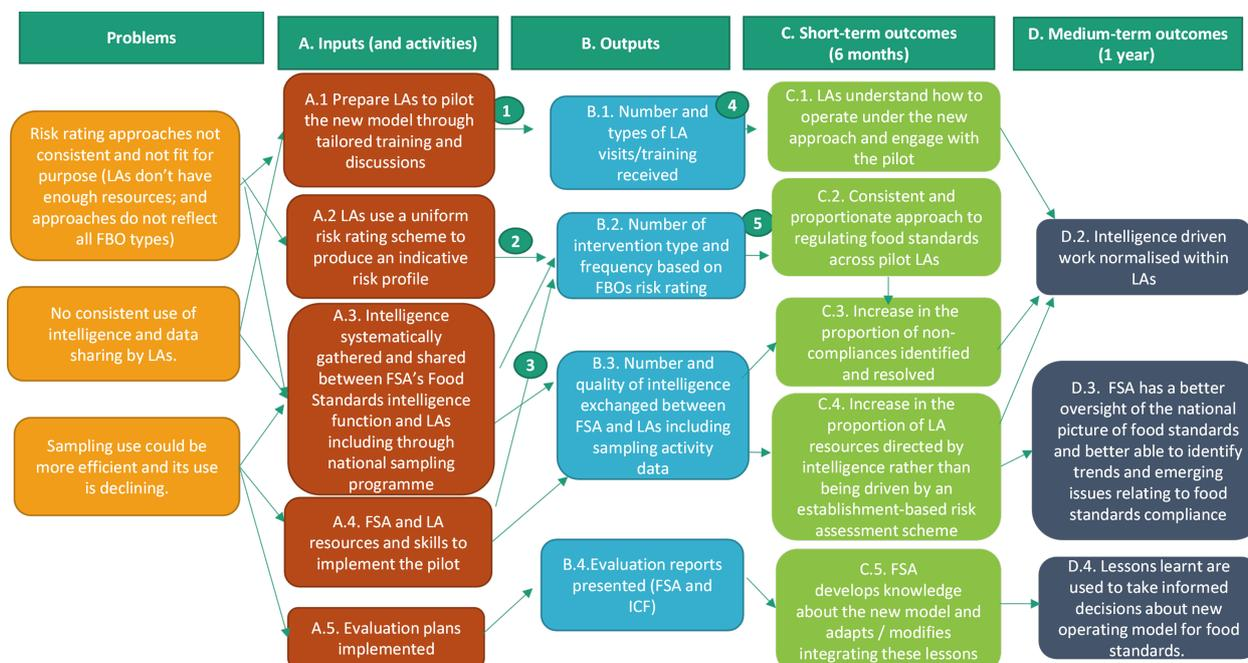 Problems
Risk rating approaches not
consistent and not fit for
purpose (LAs don't have
enough resources; and
approaches do not reflect
all FBO types)
No consistent use of
intelligence and data
sharing by LAs.
Sampling use could be
more efficient and its use
is declining.
A. Inputs (and activities)
A.1 Prepare LAs to pilot
the new model through
tailored training and
discussions
1
A.2 LAs use a uniform
risk rating scheme to
produce an indicative
risk profile
2
A.3. Intelligence
systematically
gathered and shared
between FSA's Food
Standards intelligence
function and LAs
including through
national sampling
programme
3
A.4. FSA and LA
resources and skills to
implement the pilot
A.5. Evaluation plans
implemented
B. Outputs
B.1. Number and
types of LA
visits/training
received
4
B.2. Number of
intervention type and
frequency based on
FBOs risk rating
5
B.3. Number and
quality of intelligence
exchanged between
FSA and LAs including
sampling activity
data
B.4.Evaluation reports
presented (FSA and
ICF)
C. Short-term outcomes
(6 months)
C.1. LAs understand how to
operate under the new
approach and engage with
the pilot
C.2. Consistent and
proportionate approach to
regulating food standards
across pilot LAs
C.3. Increase in the
proportion of non-
compliances identified
and resolved
C.4. Increase in the
proportion of LA
resources directed by
intelligence rather than
being driven by an
establishment-based risk
assessment scheme
C.5. FSA
develops knowledge
about the new model and
adapts / modifies
integrating these lessons
D. Medium-term outcomes
(1 year)
D.2. Intelligence driven
work normalised within
LAs
D.3. FSA has a better
oversight of the national
picture of food standards
and better able to identify
trends and emerging
issues relating to food
standards compliance
D.4. Lessons learnt are
used to take informed
decisions about new
operating model for food
standards.